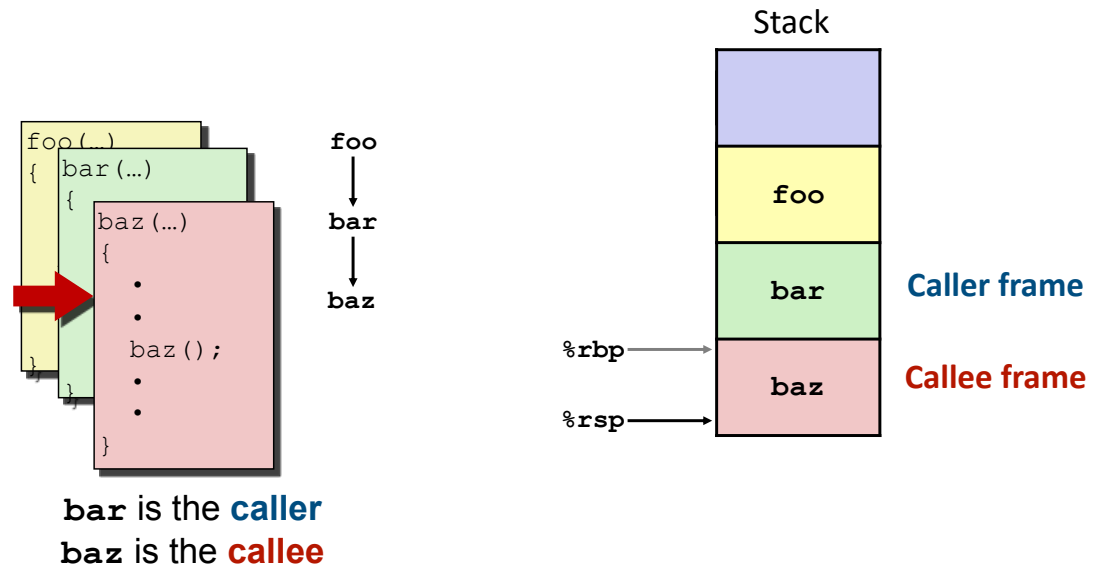 Stack
foo(…)
{
}
bar(…)
{
}
baz(…)
{
•
•
baz();
•
•
}
foo
bar
baz
foo
bar
Caller frame
%rbp
baz
Callee frame
%rsp
bar is the caller
baz is the callee